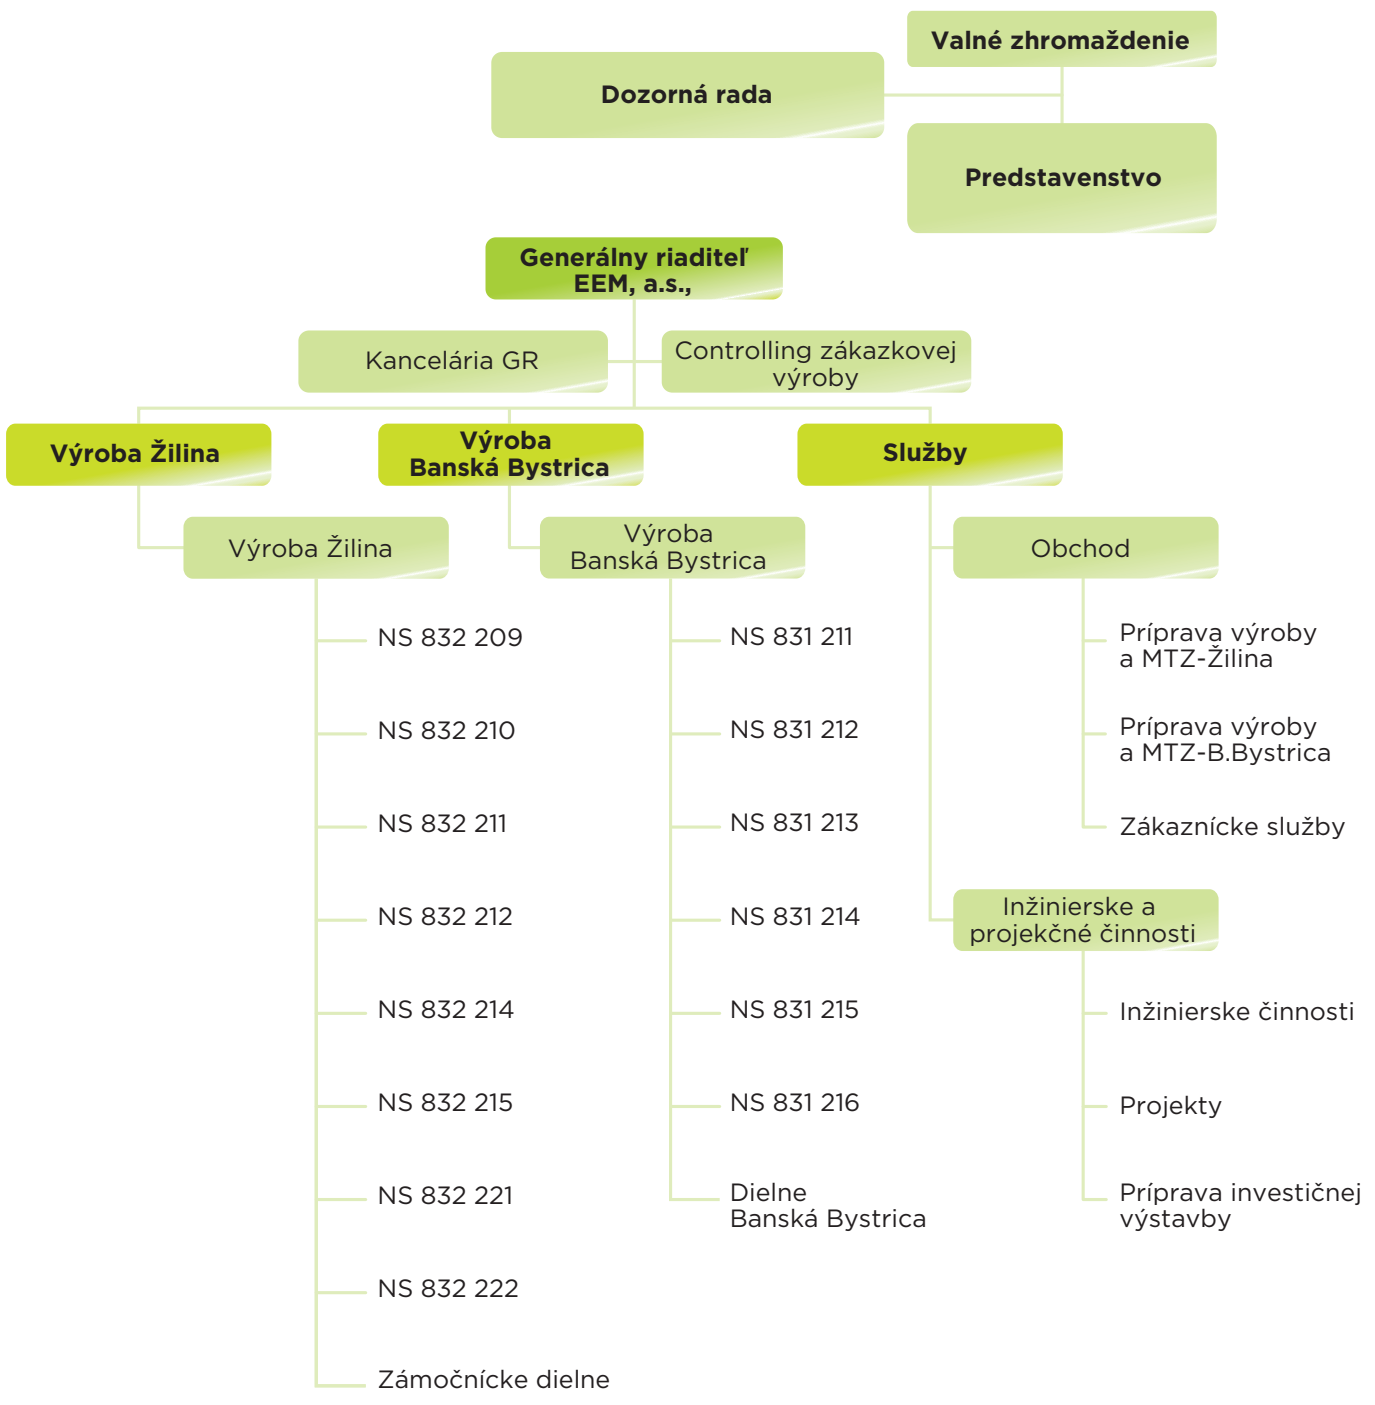 Valné zhromaždenie
Dozorná rada
Predstavenstvo
Generálny riaditeľ
EEM, a.s.,
Kancelária GR
Controlling zákazkovej
výroby
Výroba Žilina
Výroba
Banská Bystrica
Služby
Výroba Žilina
NS 832 209
NS 832 210
NS 832 211
NS 832 212
NS 832 214
NS 832 215
NS 832 221
NS 832 222
Zámočnícke dielne
Výroba
Banská Bystrica
NS 831 211
NS 831 212
NS 831 213
NS 831 214
NS 831 215
NS 831 216
Dielne
Banská Bystrica
Obchod
Príprava výroby
a MTZ-Žilina
Príprava výroby
a MTZ-B.Bystrica
Zákaznícke služby
Inžinierske a
projekčné činnosti
Inžinierske činnosti
Projekty
Príprava investičnej
výstavby